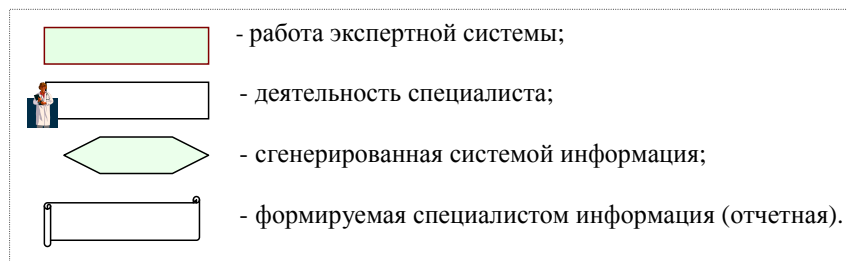 - работа экспертной системы;
- деятельность специалиста;
- сгенерированная системой информация;
- формируемая специалистом информация (отчетная).